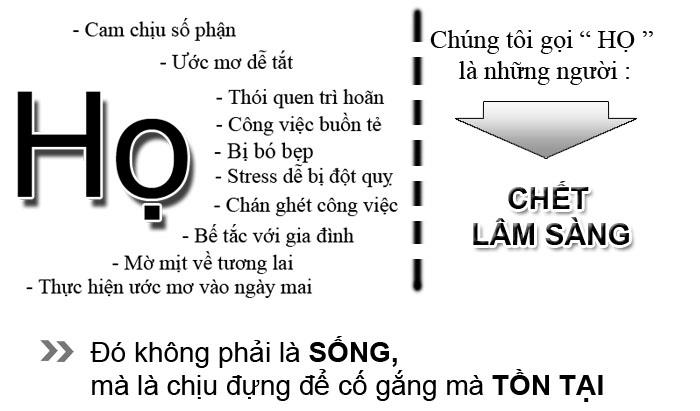 Họ
- Cam chịu số phận
- Ước mơ dễ tắt
- Thói quen trì hoãn
- Công việc buồn tẻ
- Bị bó bẹp
- Stress dễ bị đột quỵ
- Chán ghét công việc
- Bế tắc với gia đình
- Mờ mịt về tương lai
- Thực hiện ước mơ vào ngày mai
Chúng tôi gọi “ HỌ ”
là những người :
CHẾT
LÂM SÀNG
Đó không phải là SỐNG,
mà là chịu đựng để cố gắng mà TỒN TẠI